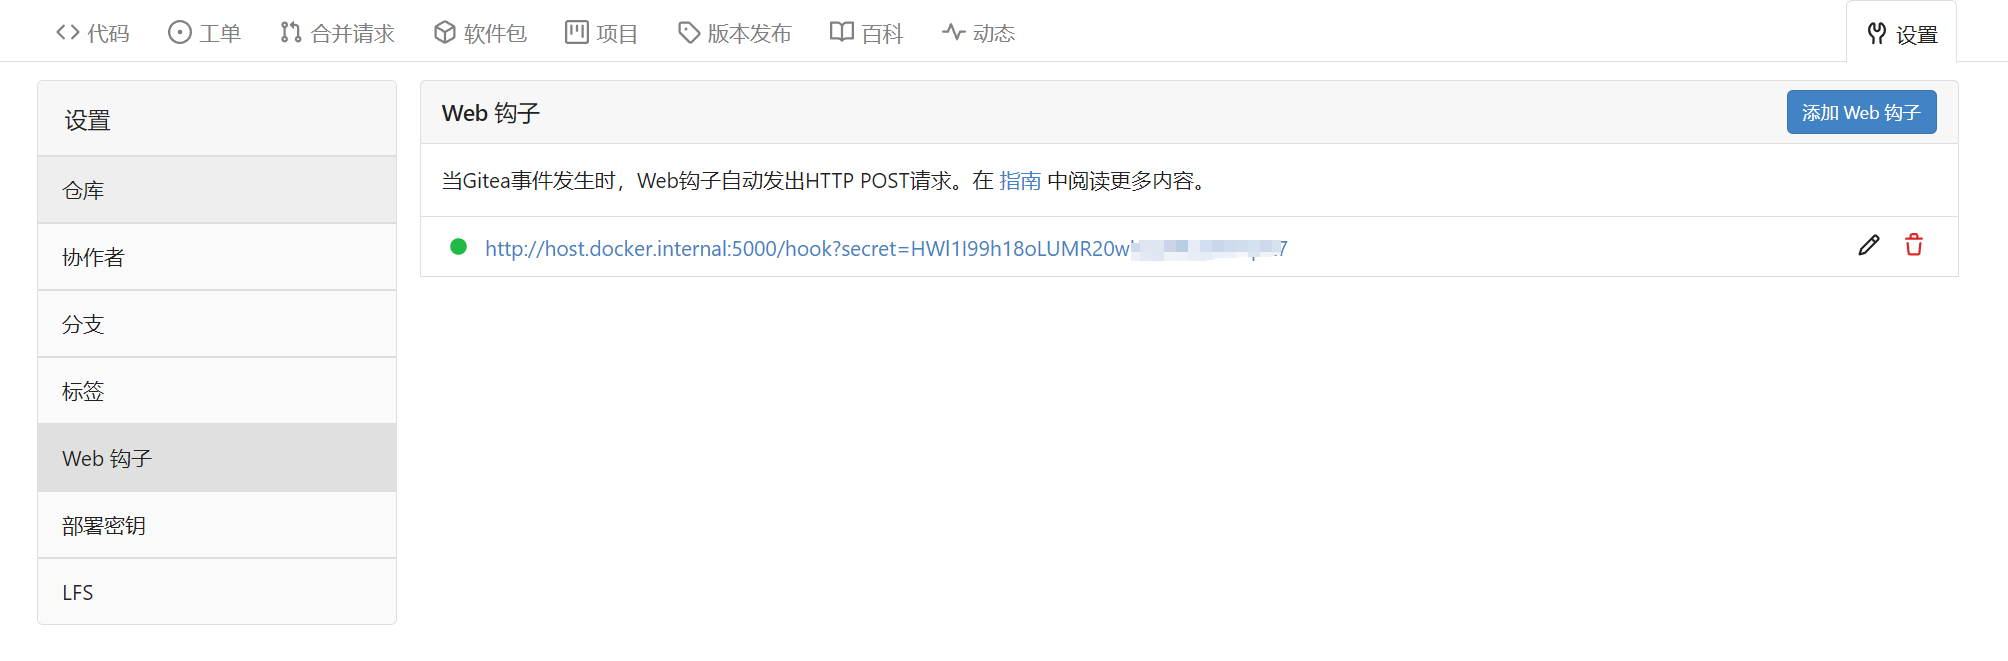 代码 工单 合并请求 软件包 项目 版本发布 百科 动态 设置
设置
仓库
协作者
分支
标签
Web 钩子
部署密钥
LFS
Web 钩子 添加 Web 钩子
当Gitea事件发生时，Web钩子自动发出HTTP POST请求。在 指南 中阅读更多内容。
http://host.docker.internal:5000/hook?secret=